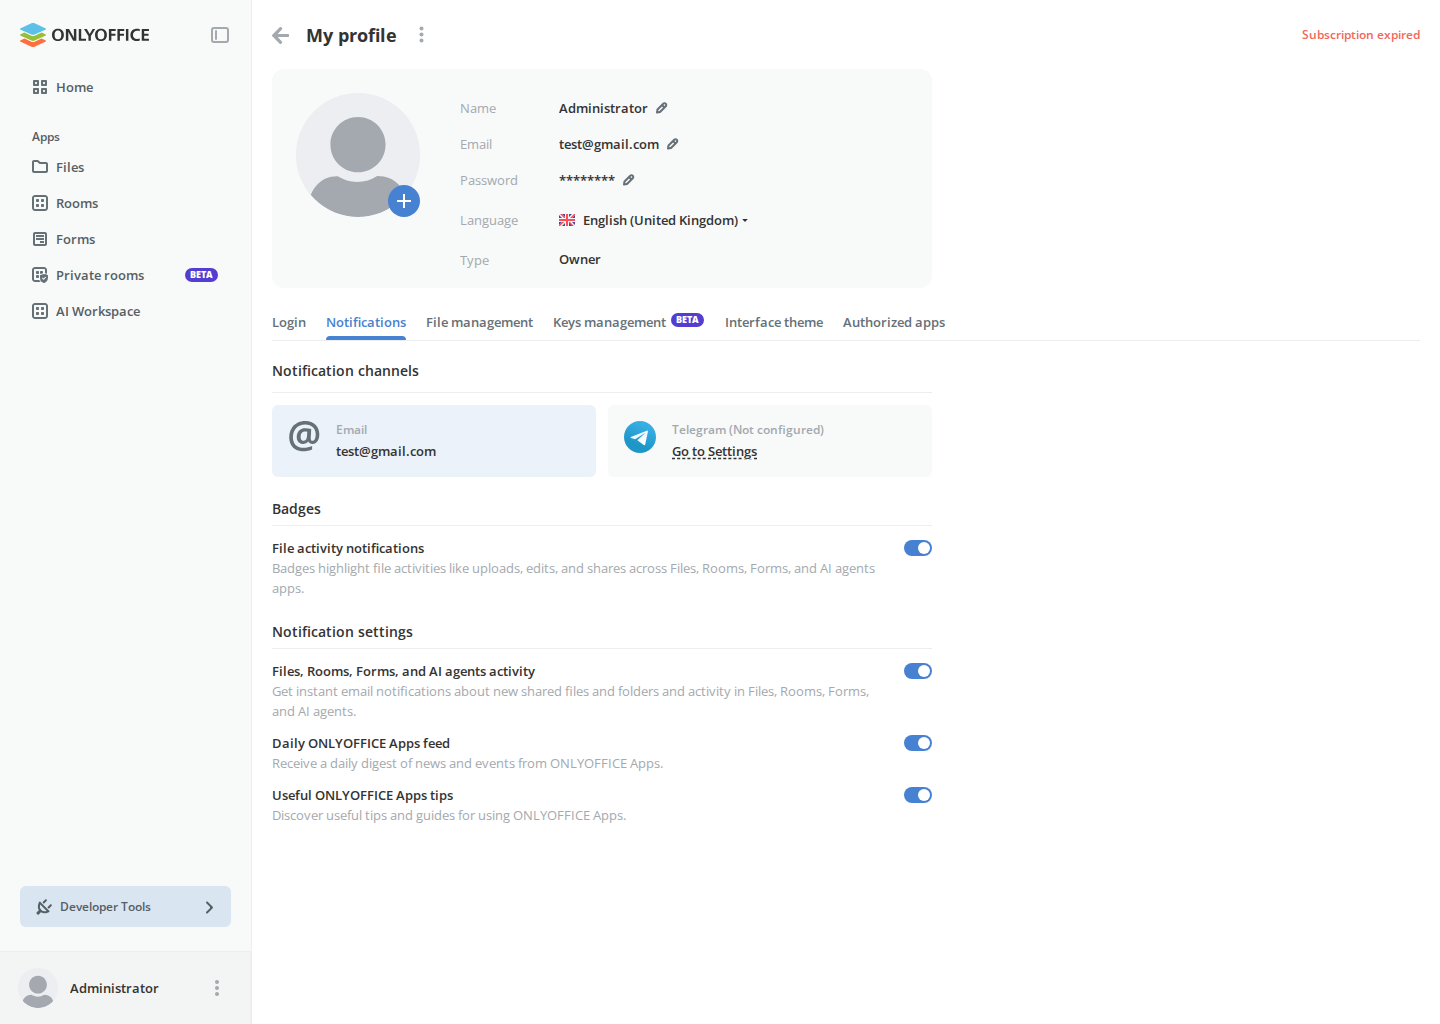 ONLYOFFICE
Home
Apps
Files
Rooms
Forms
Private rooms BETA
AI Workspace
Developer Tools
Administrator
My profile
Subscription expired
Name Administrator
Email test@gmail.com
Password ********
Language English (United Kingdom)
Type Owner
Login Notifications File management Keys management BETA Interface theme Authorized apps
Notification channels
@ Email
test@gmail.com
Telegram (Not configured)
Go to Settings
Badges
File activity notifications
Badges highlight file activities like uploads, edits, and shares across Files, Rooms, Forms, and AI agents
apps.
Notification settings
Files, Rooms, Forms, and AI agents activity
Get instant email notifications about new shared files and folders and activity in Files, Rooms, Forms,
and AI agents.
Daily ONLYOFFICE Apps feed
Receive a daily digest of news and events from ONLYOFFICE Apps.
Useful ONLYOFFICE Apps tips
Discover useful tips and guides for using ONLYOFFICE Apps.